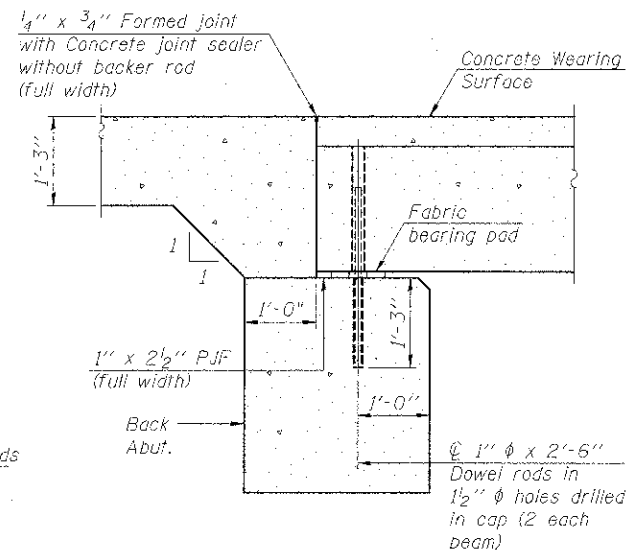 1/4" x 3/4" Formed joint
with Concrete joint sealer
without backer rod
(full width)
Concrete Wearing
Surface
1'-3"
1
1
Fabric
bearing pad
1'-0"
1'-3"
1" x 2 1/2" PJF
(full width)
1'-0"
Back
Abut.
ds
℄ 1" ϕ x 2'-6"
Dowel rods in
1 1/2" ϕ holes drilled
in cap (2 each
beam)